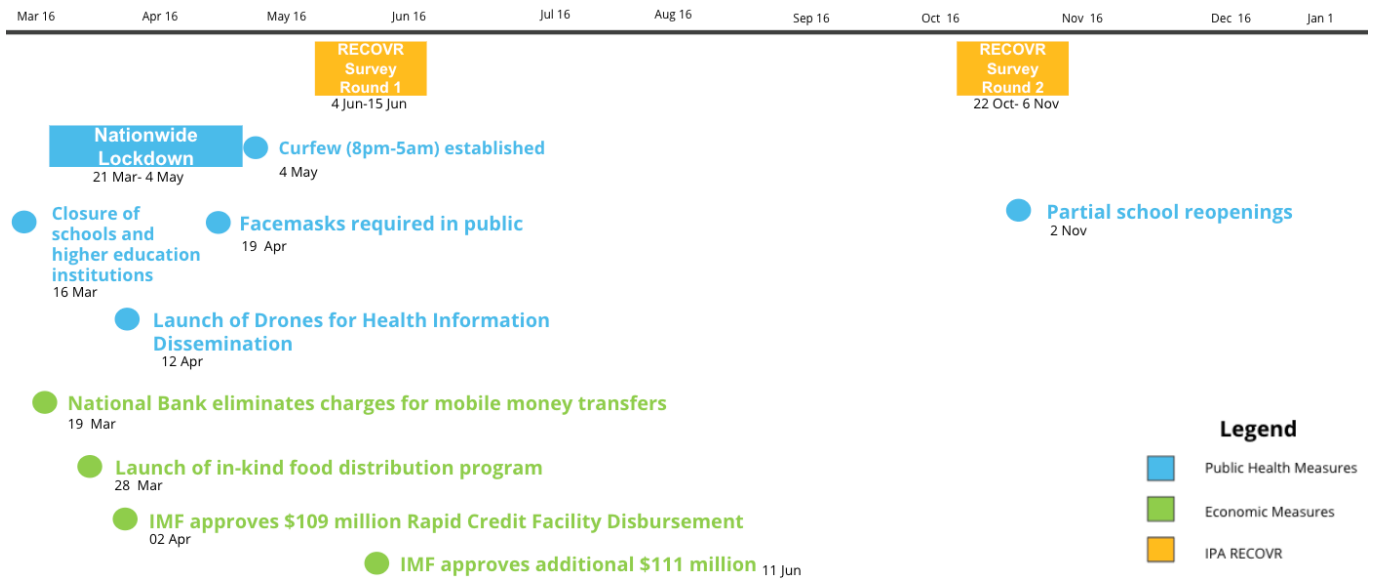 Mar 16 Apr 16 May 16 Jun 16 Jul 16 Aug 16 Sep 16 Oct 16 Nov 16 Dec 16 Jan 1
RECOVR
Survey
Round 1
4 Jun-15 Jun
RECOVR
Survey
Round 2
22 Oct- 6 Nov
Nationwide
Lockdown
21 Mar- 4 May
Curfew (8pm-5am) established
4 May
Closure of
schools and
higher education
institutions
16 Mar
Facemasks required in public
19 Apr
Partial school reopenings
2 Nov
Launch of Drones for Health Information
Dissemination
12 Apr
National Bank eliminates charges for mobile money transfers
19 Mar
Launch of in-kind food distribution program
28 Mar
IMF approves $109 million Rapid Credit Facility Disbursement
02 Apr
IMF approves additional $111 million 11 Jun
Legend
Public Health Measures
Economic Measures
IPA RECOVR